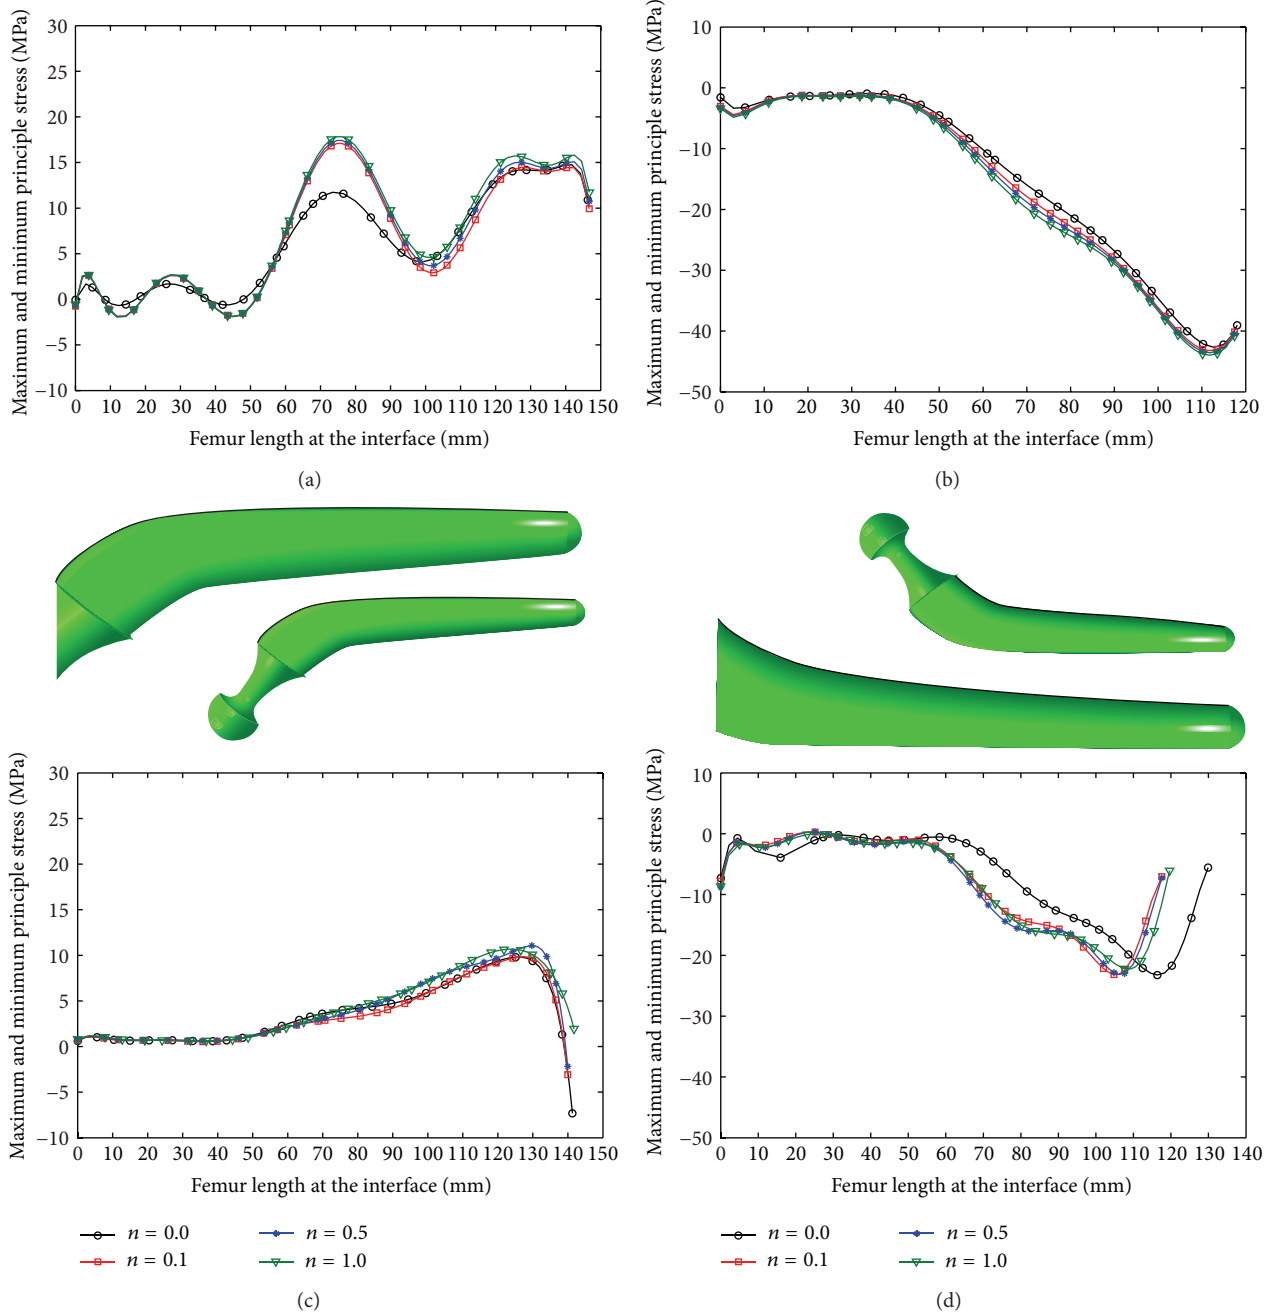 Maximum and minimum principle stress (MPa)
30
25
20
15
10
5
0
−5
−10
0 10 20 30 40 50 60 70 80 90 100 110 120 130 140 150
Femur length at the interface (mm)
(a)
Maximum and minimum principle stress (MPa)
10
0
−10
−20
−30
−40
−50
0 10 20 30 40 50 60 70 80 90 100 110 120
Femur length at the interface (mm)
(b)
Maximum and minimum principle stress (MPa)
30
25
20
15
10
5
0
−5
−10
0 10 20 30 40 50 60 70 80 90 100 110 120 130 140 150
Femur length at the interface (mm)
n = 0.0
n = 0.5
n = 0.1
n = 1.0
(c)
Maximum and minimum principle stress (MPa)
10
0
−10
−20
−30
−40
−50
0 10 20 30 40 50 60 70 80 90 100 110 120 130 140
Femur length at the interface (mm)
n = 0.0
n = 0.5
n = 0.1
n = 1.0
(d)